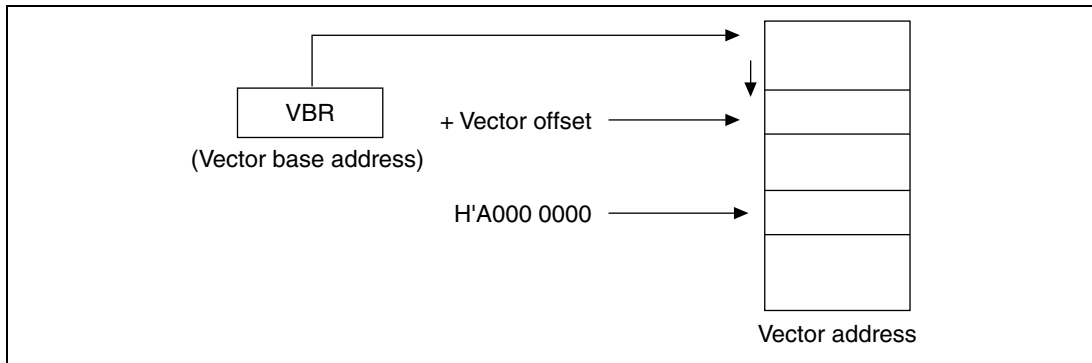 VBR
+ Vector offset
(Vector base address)
H'A000 0000
Vector address